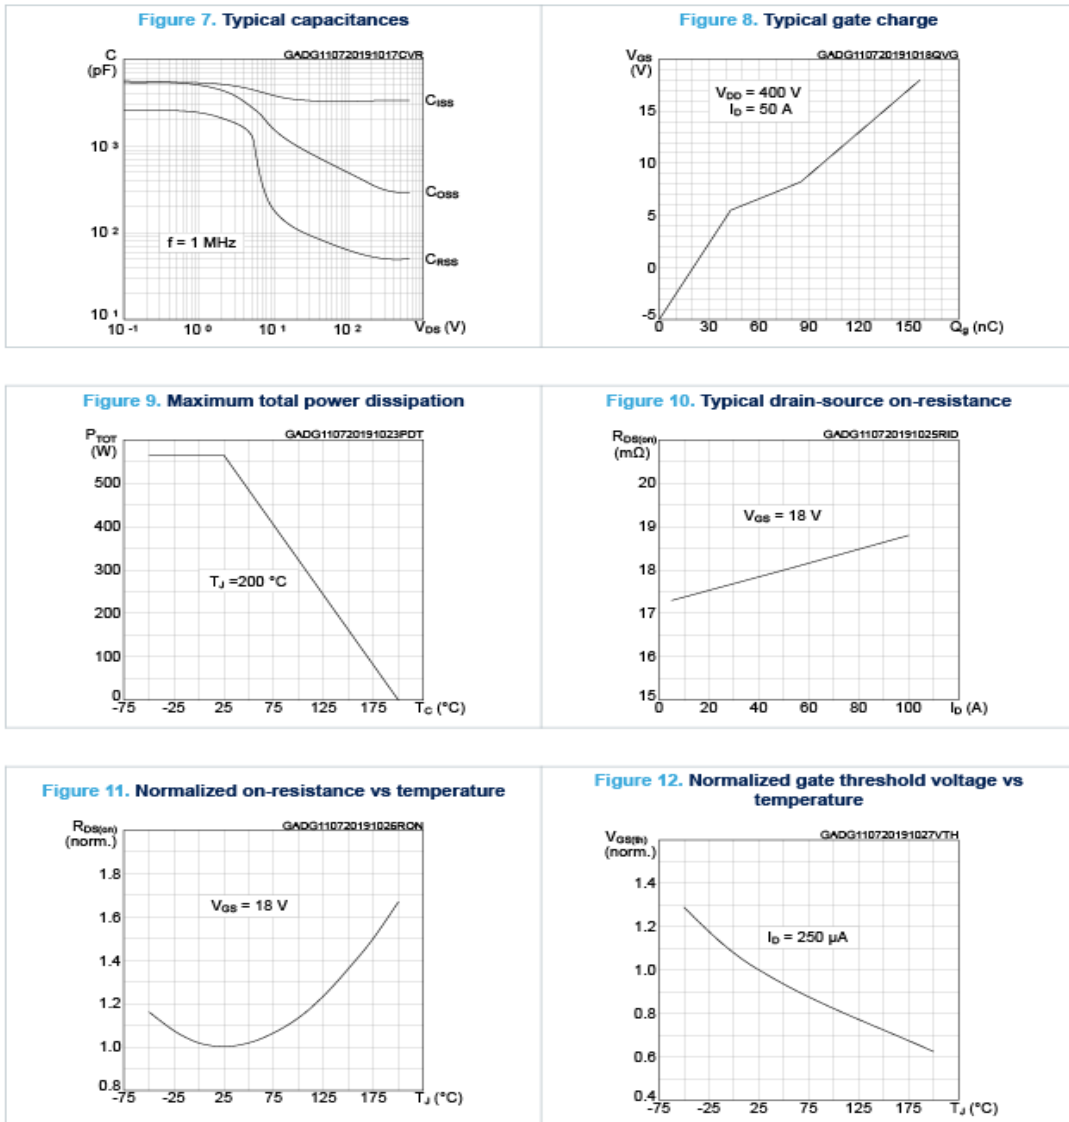 Figure 7. Typical capacitances
C
(pF)
GADG110720191017CVR
CISS
10 3
COSS
10 2
f = 1 MHz
CRSS
10 1
10 -1 10 0 10 1 10 2 VDS (V)
Figure 8. Typical gate charge
VGS
(V)
GADG110720191018QVG
VDD = 400 V
ID = 50 A
15
10
5
0
-5
0 30 60 90 120 150 Qg (nC)
Figure 9. Maximum total power dissipation
PTOT
(W)
GADG110720191023PDT
500
400
300
TJ =200 °C
200
100
0
-75 -25 25 75 125 175 TC (°C)
Figure 10. Typical drain-source on-resistance
RDS(on)
(mΩ)
GADG110720191025RID
20
VGS = 18 V
19
18
17
16
15
0 20 40 60 80 100 ID (A)
Figure 11. Normalized on-resistance vs temperature
RDS(on)
(norm.)
GADG110720191026RON
1.8
VGS = 18 V
1.6
1.4
1.2
1.0
0.8
-75 -25 25 75 125 175 TJ (°C)
Figure 12. Normalized gate threshold voltage vs
temperature
VGS(th)
(norm.)
GADG110720191027VTH
1.4
1.2
ID = 250 µA
1.0
0.8
0.6
0.4
-75 -25 25 75 125 175 TJ (°C)